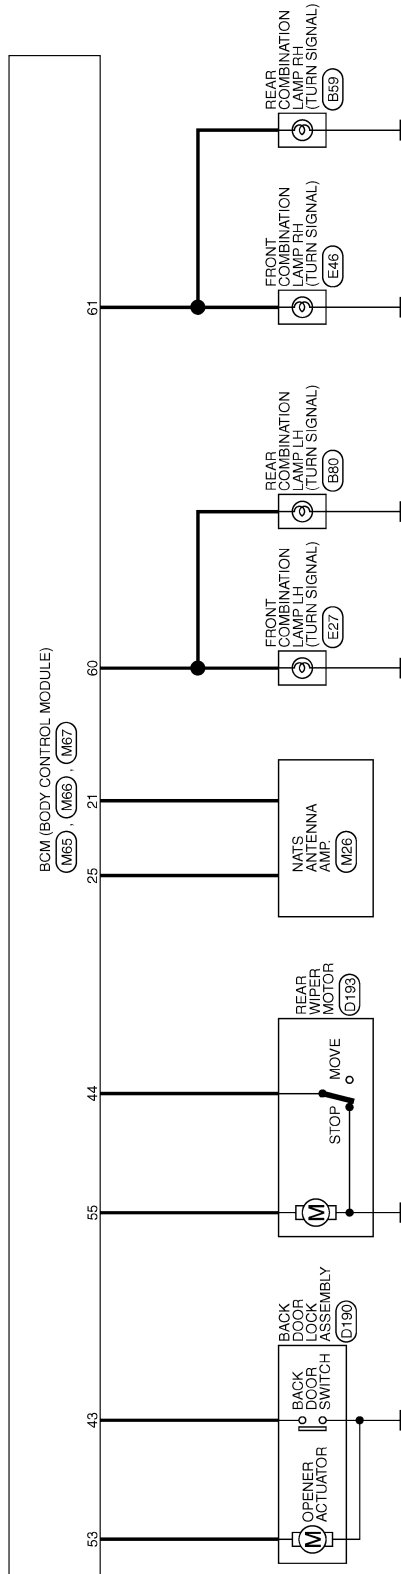 BCM (BODY CONTROL MODULE)
M65 , M66 , M67
53
43
55
44
25
21
60
61
OPENER
ACTUATOR
BACK
DOOR
SWITCH
BACK
DOOR
LOCK
ASSEMBLY
D190
M
M
STOP
MOVE
REAR
WIPER
MOTOR
D193
NATS
ANTENNA
AMP.
M26
FRONT
COMBINATION
LAMP LH
(TURN SIGNAL)
E27
REAR
COMBINATION
LAMP LH
(TURN SIGNAL)
B80
FRONT
COMBINATION
LAMP RH
(TURN SIGNAL)
E46
REAR
COMBINATION
LAMP RH
(TURN SIGNAL)
B59